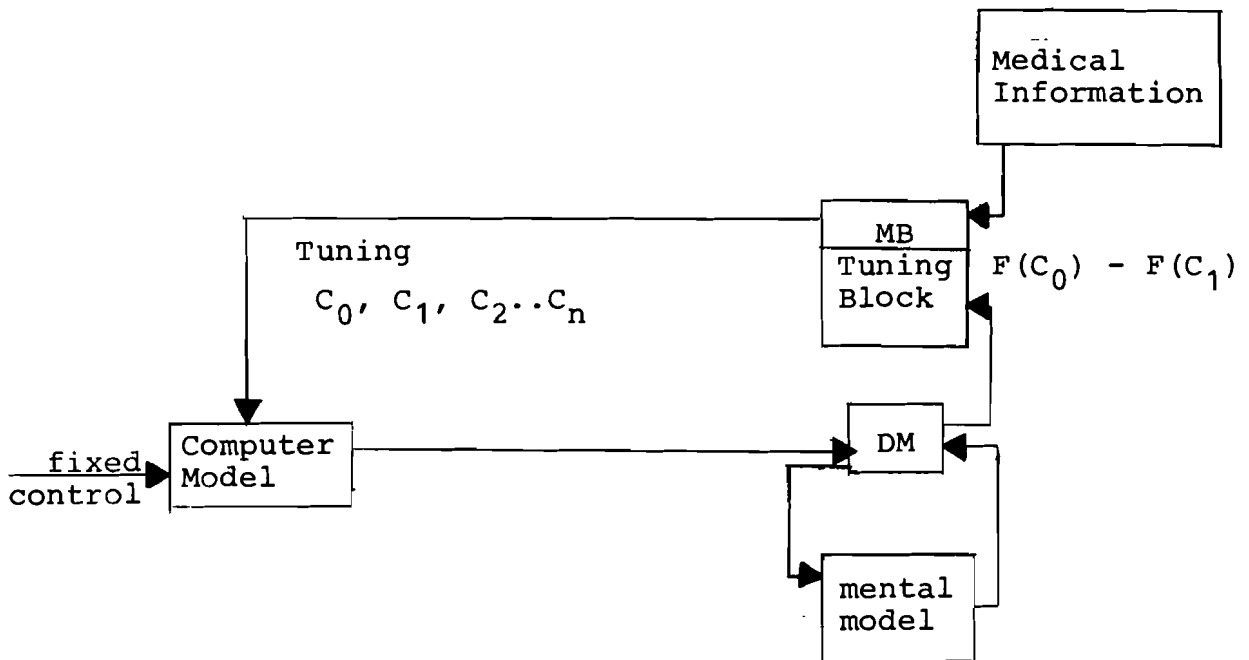 Medical
Information
MB
Tuning
Block
F(C₀) - F(C₁)
Tuning
C₀, C₁, C₂..Cₙ
fixed
control
Computer
Model
DM
mental
model